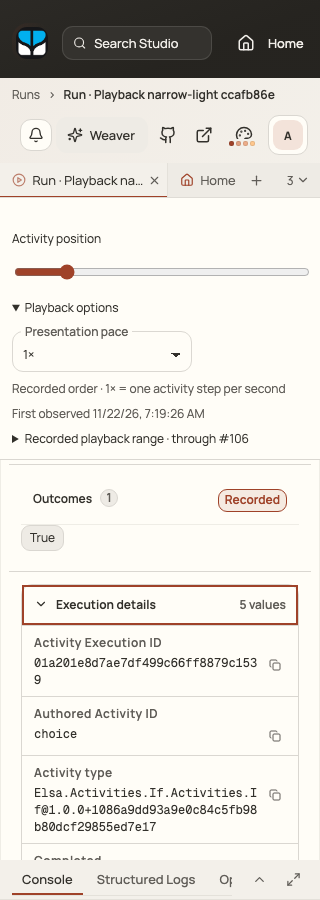 Search Studio
Home
Runs > Run · Playback narrow-light ccafb86e
Weaver
A
Run · Playback na...
Home
3
Activity position
Playback options
Presentation pace
1×
Recorded order · 1× = one activity step per second
First observed 11/22/26, 7:19:26 AM
Recorded playback range · through #106
Outcomes 1
Recorded
True
Execution details
5 values
Activity Execution ID
01a201e8d7ae7df499c66ff8879c153
9
Authored Activity ID
choice
Activity type
Elsa.Activities.If.Activities.I
f@1.0.0+1086a9dd93a9e0c84c5fb98
b80dcf29855ed7e17
Completed
Console
Structured Logs
Op